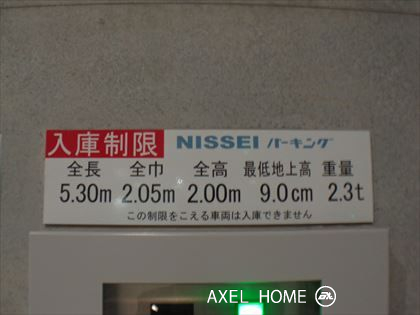 入庫制限 NISSEI パーキング
全長 全巾 全高 最低地上高 重量
5.30m 2.05m 2.00m 9.0cm 2.3t
この制限をこえる車両は入庫できません
AXEL HOME